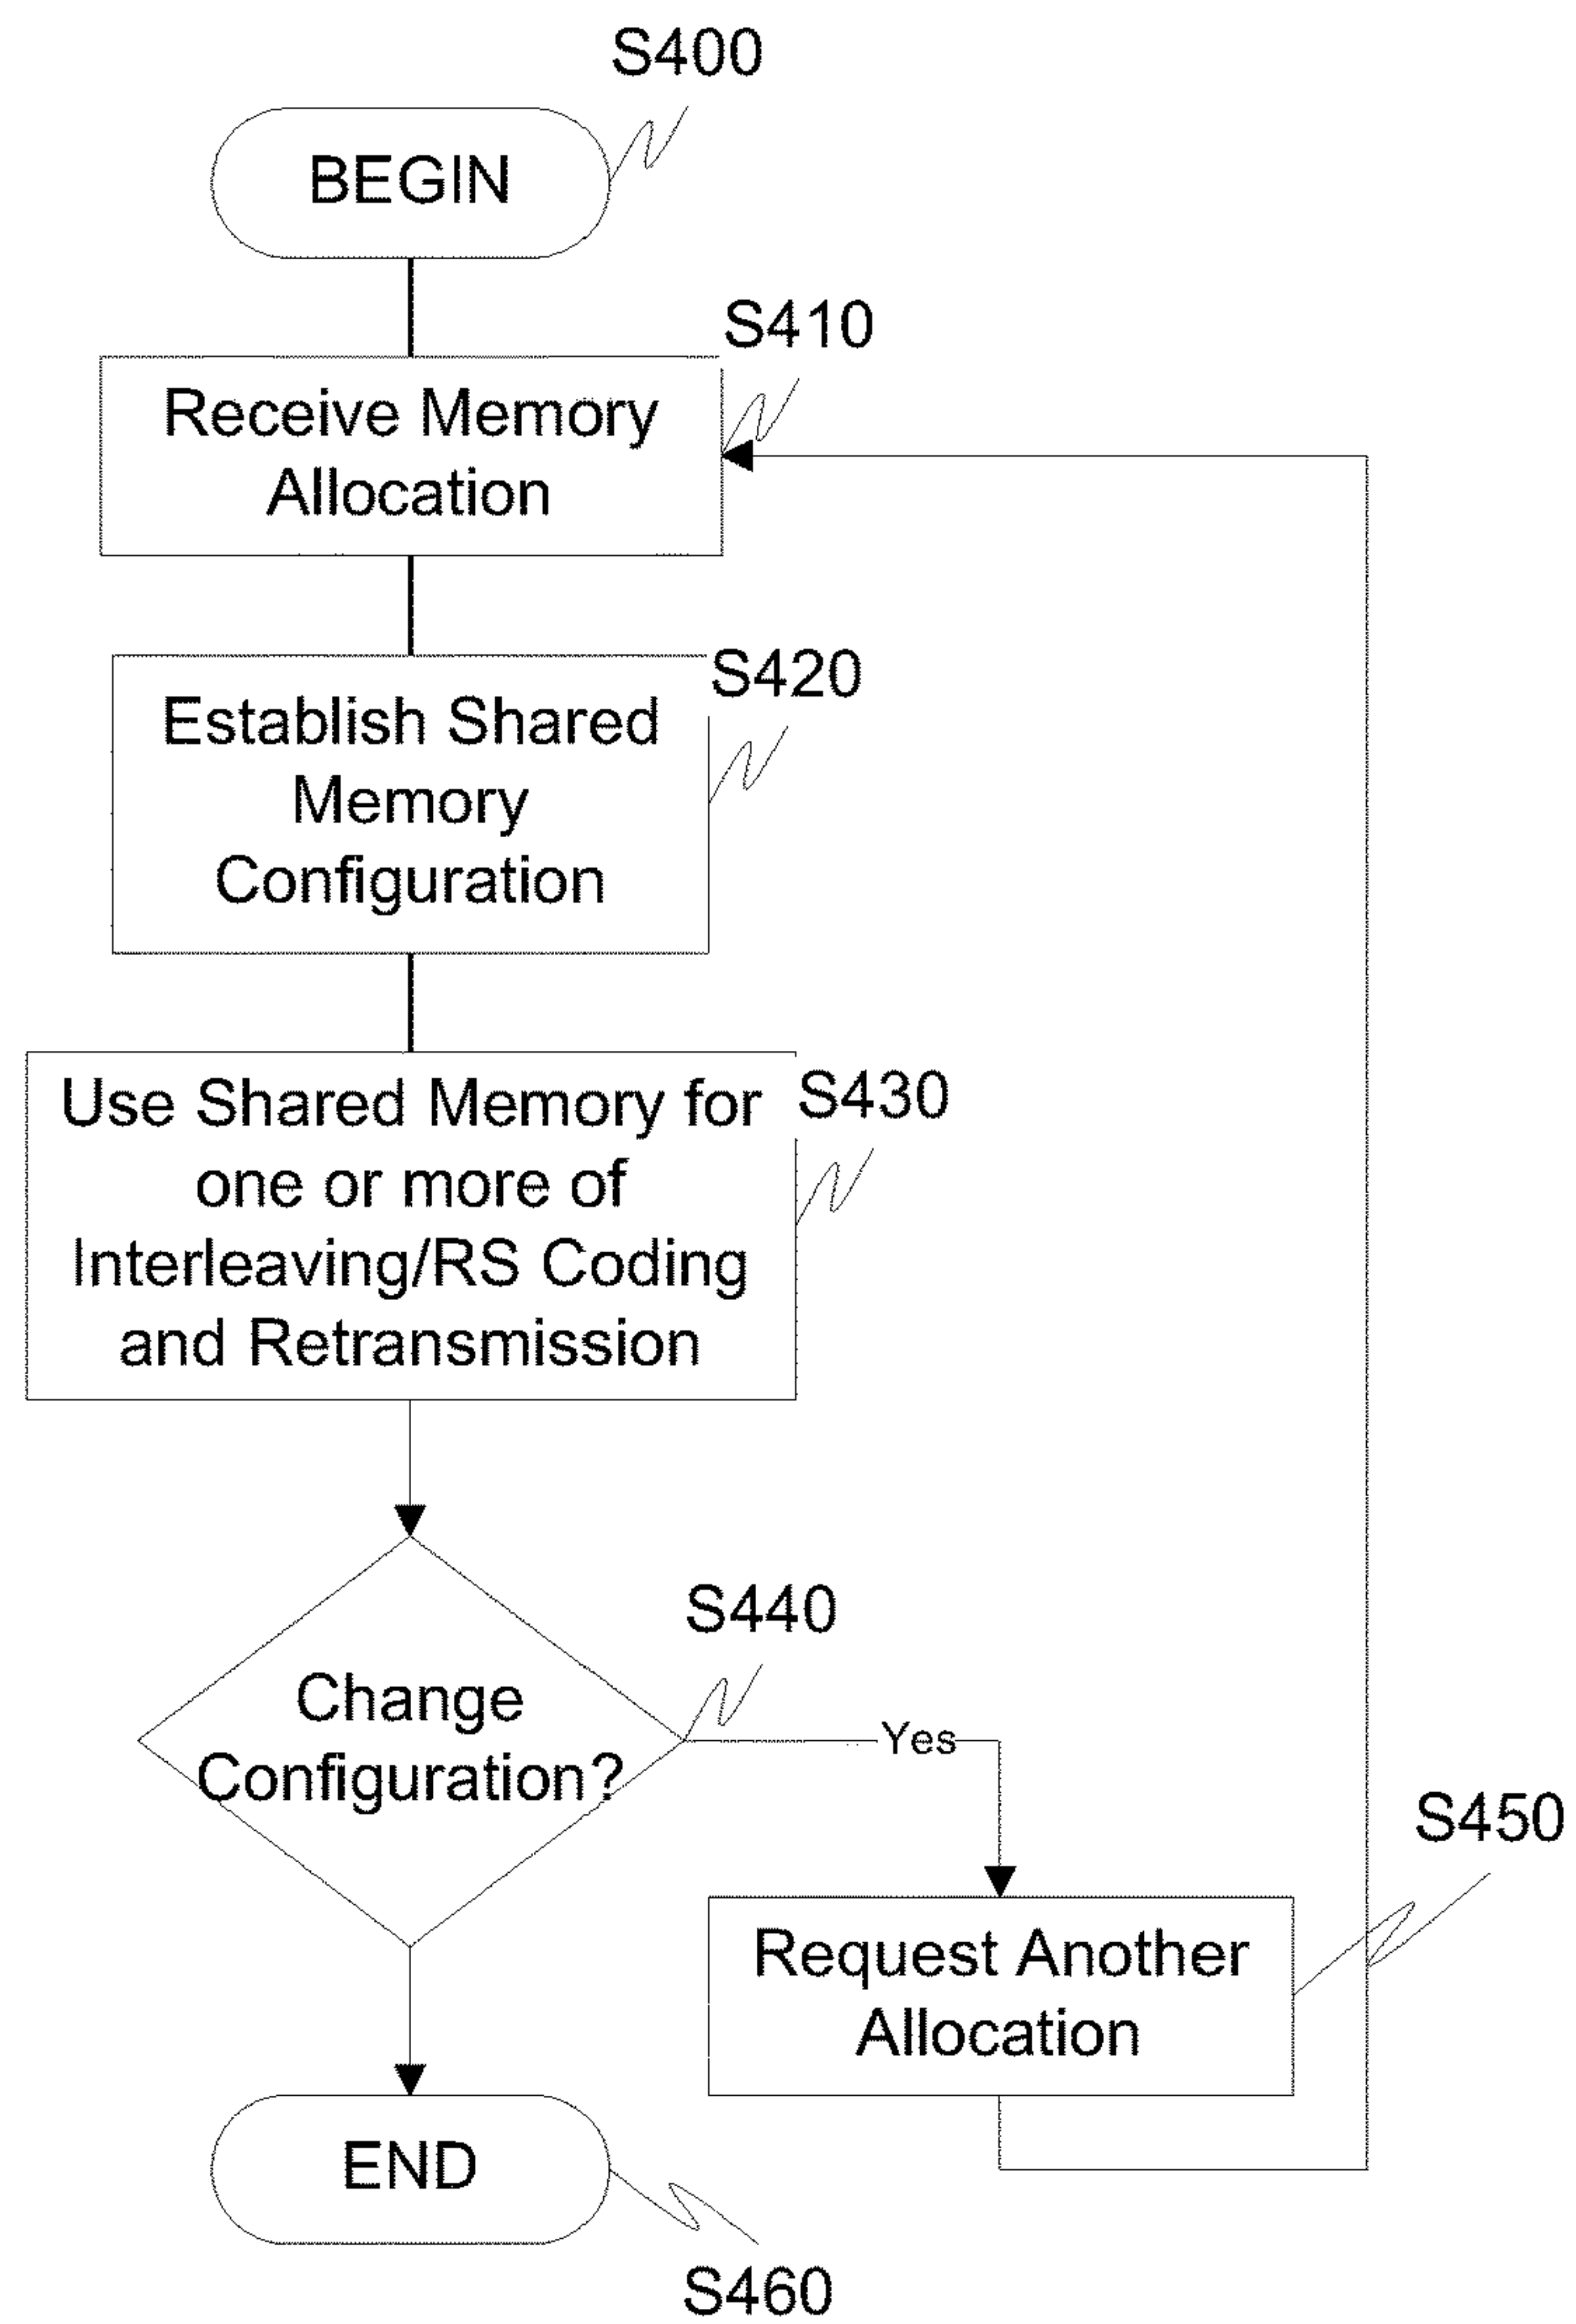 S400
BEGIN
S410
Receive Memory
Allocation
S420
Establish Shared
Memory
Configuration
S430
Use Shared Memory for
one or more of
Interleaving/RS Coding
and Retransmission
S440
Change
Configuration?
Yes
S450
Request Another
Allocation
END
S460